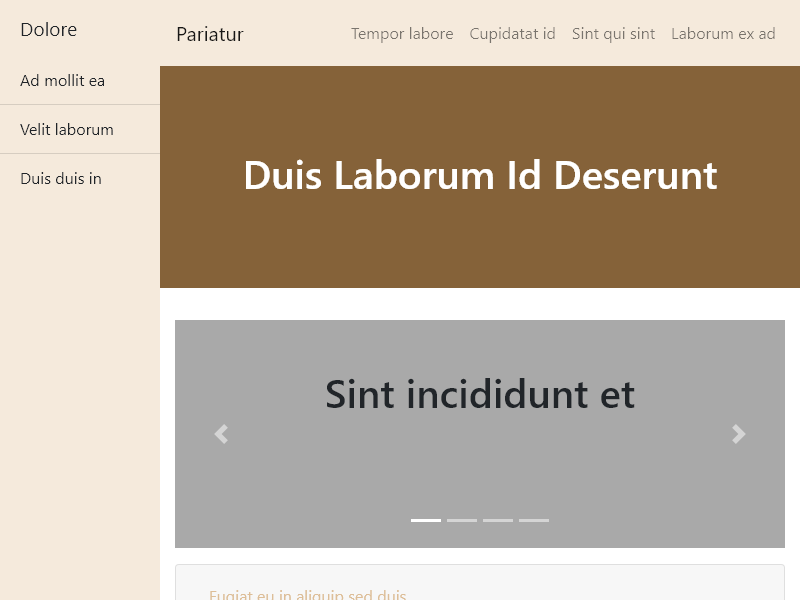 Dolore
Ad mollit ea
Velit laborum
Duis duis in
Pariatur
Tempor labore
Cupidatat id
Sint qui sint
Laborum ex ad
Duis Laborum Id Deserunt
Sint incididunt et
Fugiat eu in aliquip sed duis